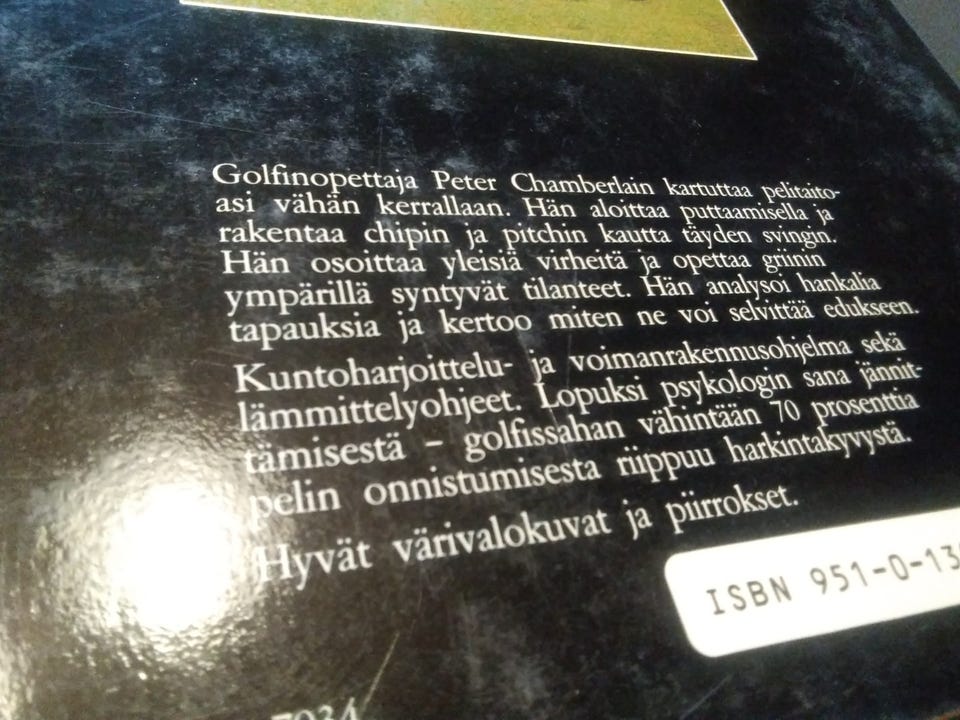 Golfinopettaja Peter Chamberlain kartuttaa pelitaito-
asi vähän kerrallaan. Hän aloittaa puttaamisella ja
rakentaa chipin ja pitchin kautta täyden svingin.
Hän osoittaa yleisiä virheitä ja opettaa griinin
ympärillä syntyvät tilanteet. Hän analysoi hankalia
tapauksia ja kertoo miten ne voi selvittää edukseen.
Kuntoharjoittelu- ja voimanrakennusohjelma sekä
lämmittelyohjeet. Lopuksi psykologin sana jännit-
tämisestä – golfissahan vähintään 70 prosenttia
pelin onnistumisesta riippuu harkintakyvystä.
Hyvät värivalokuvat ja piirrokset.
ISBN 951-0-13